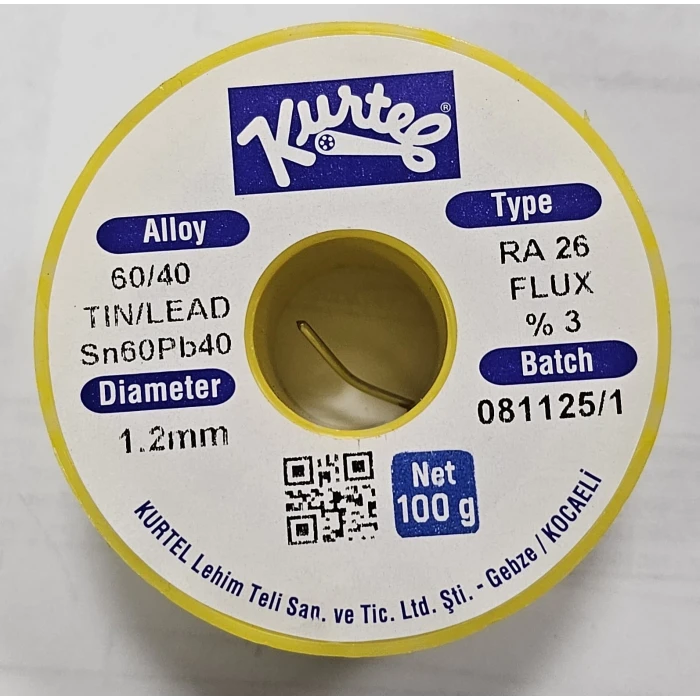 Kurtel®
Alloy
60/40
TIN/LEAD
Sn60Pb40
Diameter
1.2mm
Type
RA 26
FLUX
% 3
Batch
081125/1
Net
100 g
KURTEL Lehim Teli San. ve Tic. Ltd. Şti. - Gebze / KOCAELİ